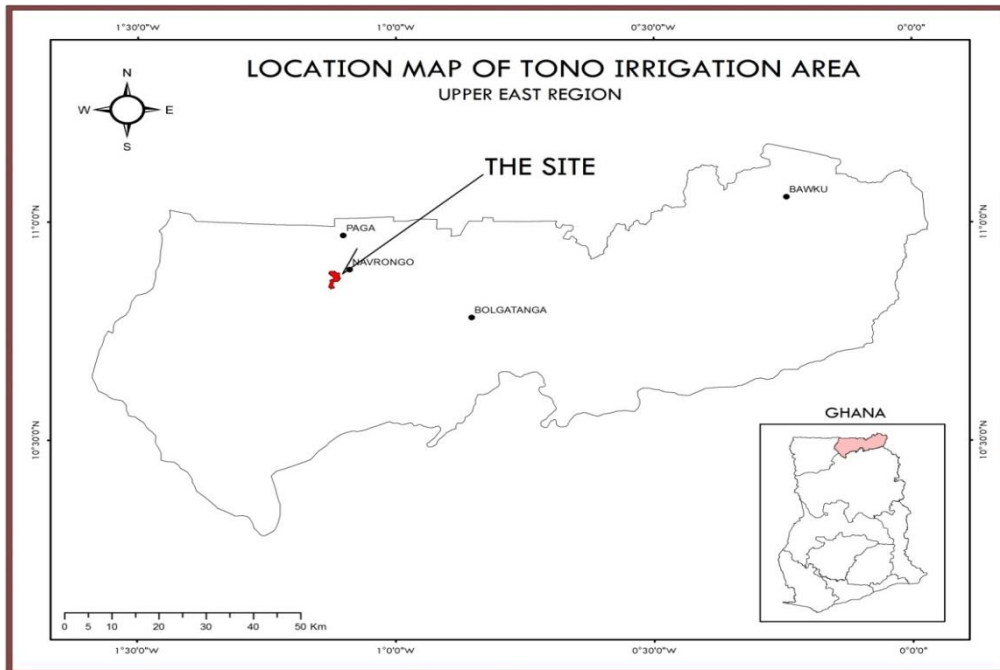 1°30'0"W 1°0'0"W 0°30'0"W 0°0'0"
LOCATION MAP OF TONO IRRIGATION AREA
UPPER EAST REGION
N
W E
S
THE SITE
BAWKU
11°0'0"N 11°0'0"N
PAGA
NAVRONGO
BOLGATANGA
GHANA
10°30'0"N 10°30'0"N
0 5 10 20 30 40 50 Km
1°30'0"W 1°0'0"W 0°30'0"W 0°0'0"